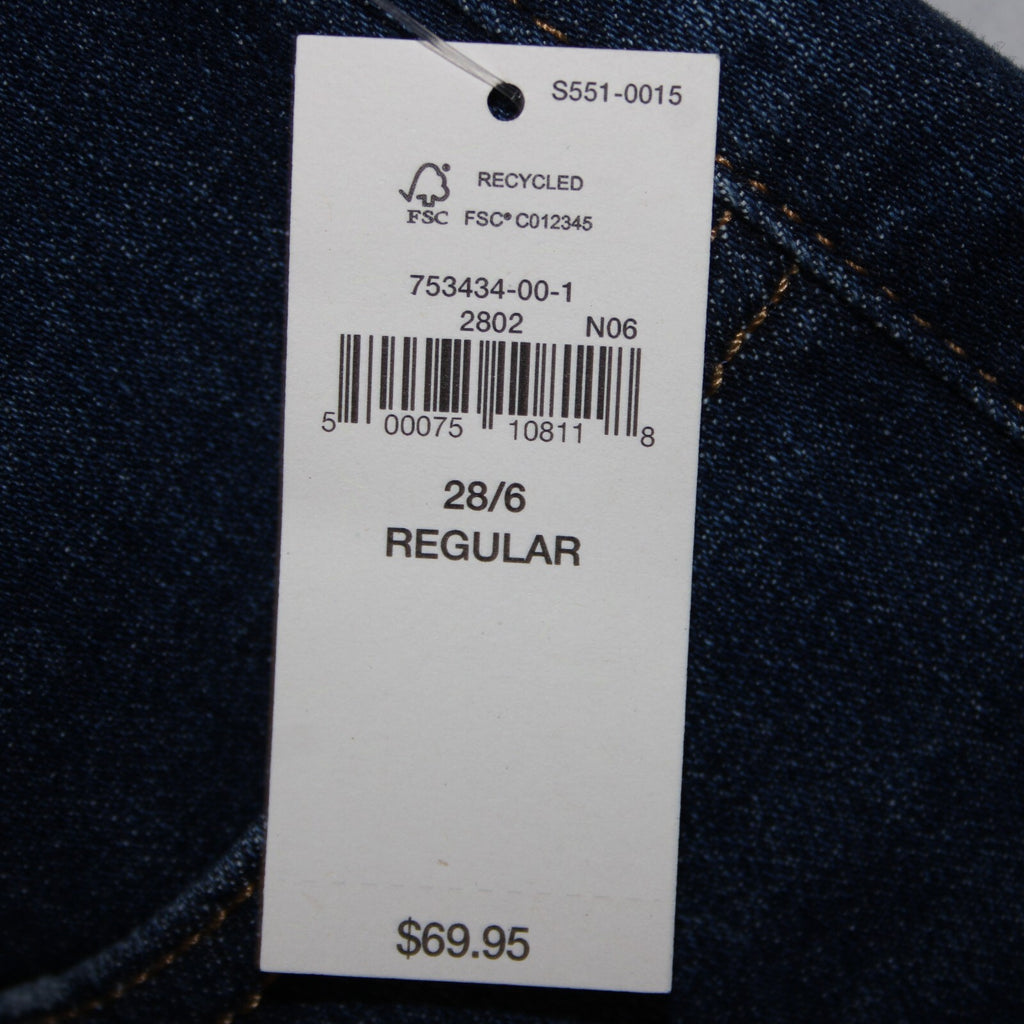 S551-0015
RECYCLED
FSC FSC® C012345
753434-00-1
2802 N06
5 00075 10811 8
28/6
REGULAR
$69.95